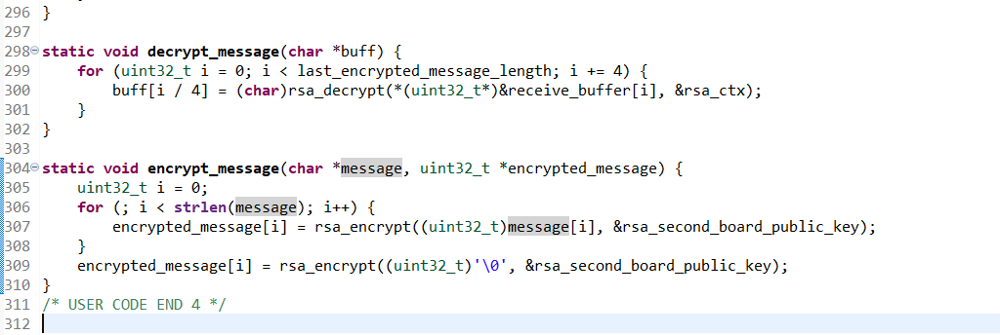 296 }
297
298 static void decrypt_message(char *buff) {
299     for (uint32_t i = 0; i < last_encrypted_message_length; i += 4) {
300         buff[i / 4] = (char)rsa_decrypt(*(uint32_t*)&receive_buffer[i], &rsa_ctx);
301     }
302 }
303
304 static void encrypt_message(char *message, uint32_t *encrypted_message) {
305     uint32_t i = 0;
306     for (; i < strlen(message); i++) {
307         encrypted_message[i] = rsa_encrypt((uint32_t)message[i], &rsa_second_board_public_key);
308     }
309     encrypted_message[i] = rsa_encrypt((uint32_t)'\0', &rsa_second_board_public_key);
310 }
311 /* USER CODE END 4 */
312